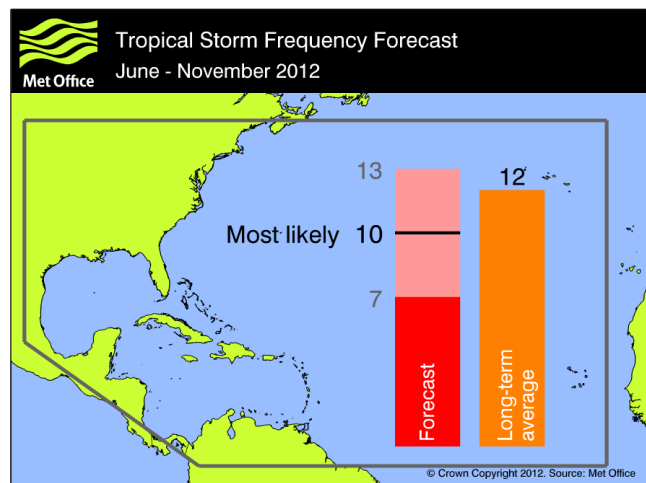 Met Office
Tropical Storm Frequency Forecast
June - November 2012
13
12
Most likely 10
7
Forecast
Long-term
average
© Crown Copyright 2012. Source: Met Office